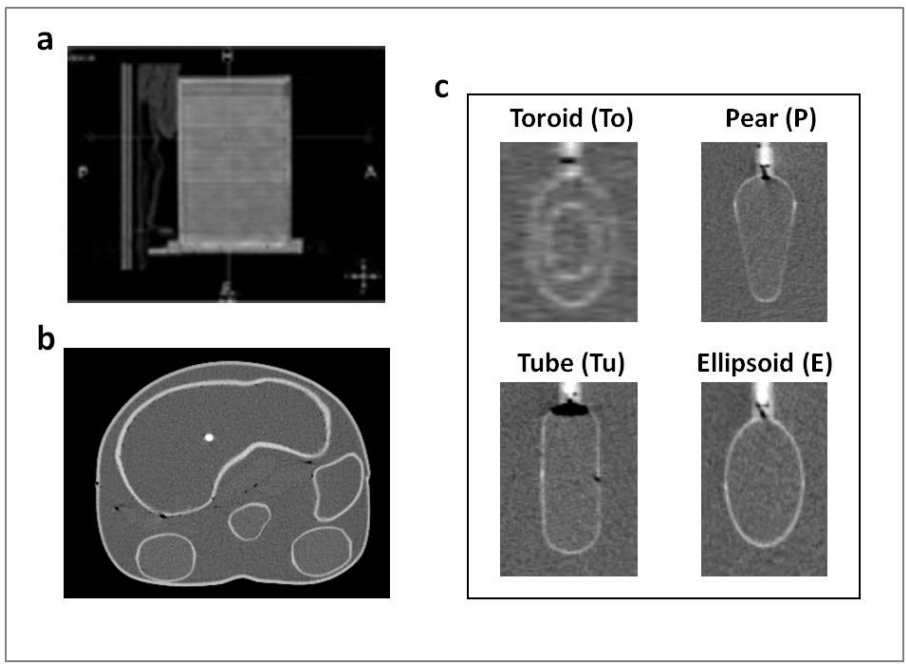 a
H
P
A
b
c
Toroid (To)
Pear (P)
Tube (Tu)
Ellipsoid (E)